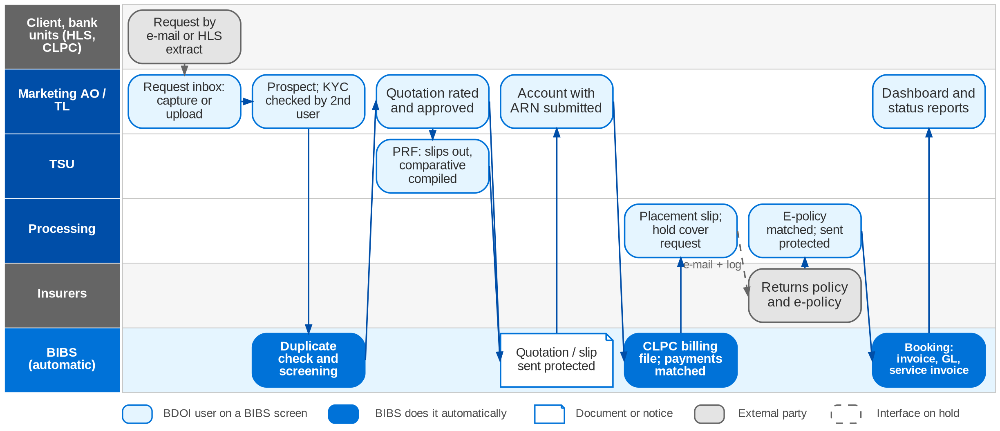 Client, bank
units (HLS,
CLPC)
Request by
e-mail or HLS
extract
Marketing AO /
TL
Request inbox:
capture or
upload
Prospect; KYC
checked by 2nd
user
Quotation rated
and approved
Account with
ARN submitted
Dashboard and
status reports
TSU
PRF: slips out,
comparative
compiled
Processing
Placement slip;
hold cover
request
E-policy
matched; sent
protected
e-mail + log
Insurers
Returns policy
and e-policy
BIBS
(automatic)
Duplicate
check and
screening
Quotation / slip
sent protected
CLPC billing
file; payments
matched
Booking:
invoice, GL,
service invoice
BDOI user on a BIBS screen
BIBS does it automatically
Document or notice
External party
Interface on hold